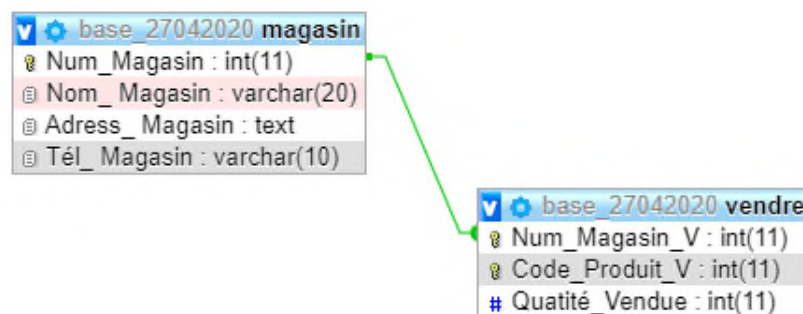 base_27042020 magasin
Num_Magasin : int(11)
Nom_ Magasin : varchar(20)
Adress_ Magasin : text
Tél_ Magasin : varchar(10)
base_27042020 vendre
Num_Magasin_V : int(11)
Code_Produit_V : int(11)
# Quatité_Vendue : int(11)